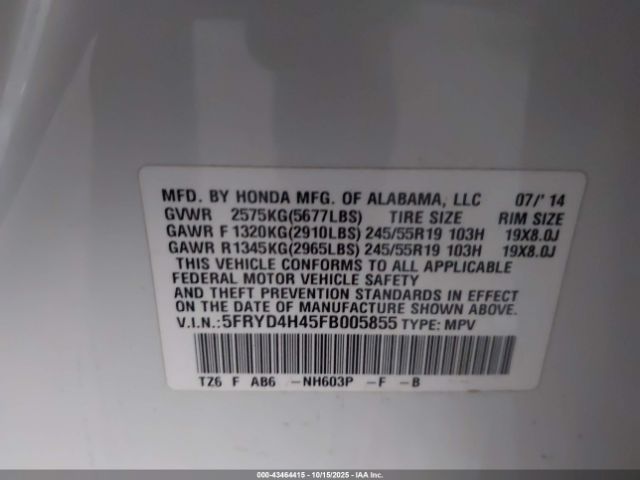 MFD. BY HONDA MFG. OF ALABAMA, LLC 07/' 14
GVWR 2575KG(5677LBS) TIRE SIZE RIM SIZE
GAWR F 1320KG(2910LBS) 245/55R19 103H 19X8.0J
GAWR R 1345KG(2965LBS) 245/55R19 103H 19X8.0J
THIS VEHICLE CONFORMS TO ALL APPLICABLE
FEDERAL MOTOR VEHICLE SAFETY
AND THEFT PREVENTION STANDARDS IN EFFECT
ON THE DATE OF MANUFACTURE SHOWN ABOVE.
V.I.N.:5FRYD4H45FB005855 TYPE: MPV
TZ6 F AB6 -NH603P -F -B
000-43464415 - 10/15/2025 - IAA Inc.